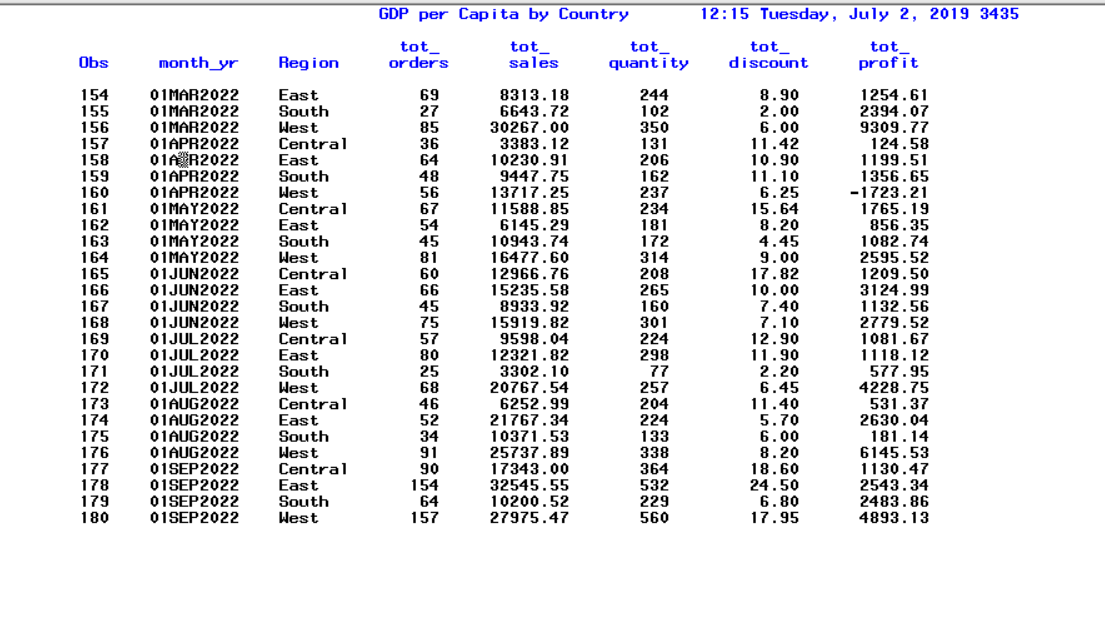 GDP per Capita by Country 12:15 Tuesday, July 2, 2019 3435
tot_ tot_ tot_ tot_ tot_
Obs month_yr Region orders sales quantity discount profit
154 01MAR2022 East 69 8313.18 244 8.90 1254.61
155 01MAR2022 South 27 6643.72 102 2.00 2394.07
156 01MAR2022 West 85 30267.00 350 6.00 9309.77
157 01APR2022 Central 36 3383.12 131 11.42 124.58
158 01APR2022 East 64 10230.91 206 10.90 1199.51
159 01APR2022 South 48 9447.75 162 11.10 1356.65
160 01APR2022 West 56 13717.25 237 6.25 -1723.21
161 01MAY2022 Central 67 11588.85 234 15.64 1765.19
162 01MAY2022 East 54 6145.29 181 8.20 856.35
163 01MAY2022 South 45 10943.74 172 4.45 1082.74
164 01MAY2022 West 81 16477.60 314 9.00 2595.52
165 01JUN2022 Central 60 12966.76 208 17.82 1209.50
166 01JUN2022 East 66 15235.58 265 10.00 3124.99
167 01JUN2022 South 45 8933.92 160 7.40 1132.56
168 01JUN2022 West 75 15919.82 301 7.10 2779.52
169 01JUL2022 Central 57 9598.04 224 12.90 1081.67
170 01JUL2022 East 80 12321.82 298 11.90 1118.12
171 01JUL2022 South 25 3302.10 77 2.20 577.95
172 01JUL2022 West 68 20767.54 257 6.45 4228.75
173 01AUG2022 Central 46 6252.99 204 11.40 531.37
174 01AUG2022 East 52 21767.34 224 5.70 2630.04
175 01AUG2022 South 34 10371.53 133 6.00 181.14
176 01AUG2022 West 91 25737.89 338 8.20 6145.53
177 01SEP2022 Central 90 17343.00 364 18.60 1130.47
178 01SEP2022 East 154 32545.55 532 24.50 2543.34
179 01SEP2022 South 64 10200.52 229 6.80 2483.86
180 01SEP2022 West 157 27975.47 560 17.95 4893.13